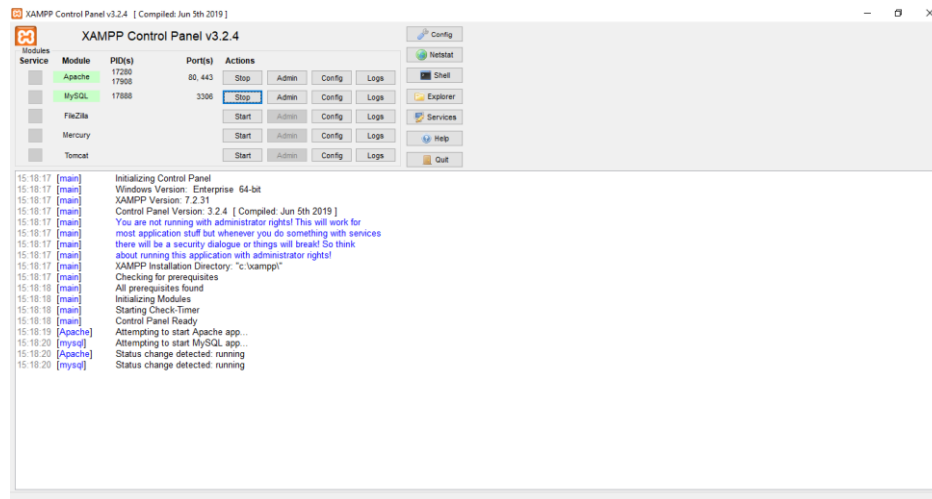 XAMPP Control Panel v3.2.4 [ Compiled: Jun 5th 2019 ]
XAMPP Control Panel v3.2.4
Config
Modules
Service Module PID(s) Port(s) Actions
Netstat
Apache 17280 17908 80, 443 Stop Admin Config Logs
Shell
MySQL 17888 3306 Stop Admin Config Logs
Explorer
FileZilla Start Admin Config Logs
Services
Mercury Start Admin Config Logs
Help
Tomcat Start Admin Config Logs
Quit
15:18:17 [main] Initializing Control Panel
15:18:17 [main] Windows Version: Enterprise 64-bit
15:18:17 [main] XAMPP Version: 7.2.31
15:18:17 [main] Control Panel Version: 3.2.4 [ Compiled: Jun 5th 2019 ]
15:18:17 [main] You are not running with administrator rights! This will work for
15:18:17 [main] most application stuff but whenever you do something with services
15:18:17 [main] there will be a security dialogue or things will break! So think
15:18:17 [main] about running this application with administrator rights!
15:18:17 [main] XAMPP Installation Directory: "c:\xampp\"
15:18:17 [main] Checking for prerequisites
15:18:18 [main] All prerequisites found
15:18:18 [main] Initializing Modules
15:18:18 [main] Starting Check-Timer
15:18:18 [main] Control Panel Ready
15:18:19 [Apache] Attempting to start Apache app...
15:18:20 [mysql] Attempting to start MySQL app...
15:18:20 [Apache] Status change detected: running
15:18:20 [mysql] Status change detected: running